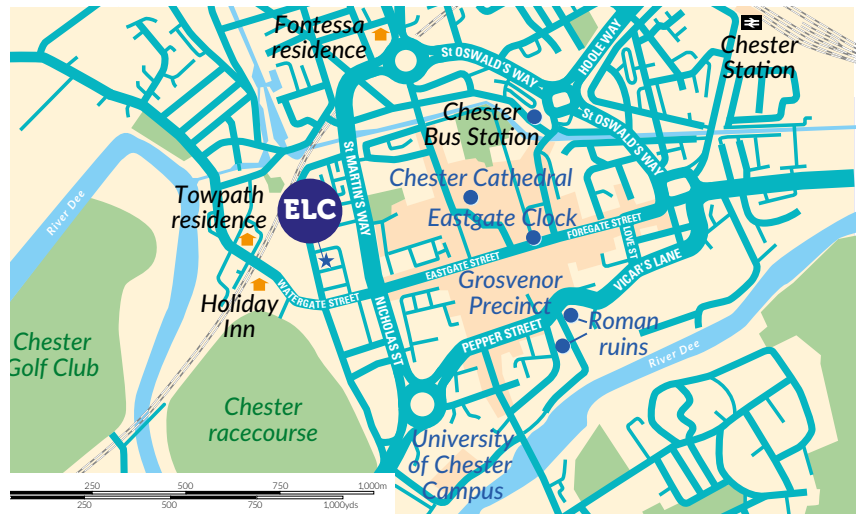 Fontessa
residence
St OSWALD'S WAY
HOOLE WAY
Chester
Station
Chester
Bus Station
St OSWALD'S WAY
St MARTIN'S WAY
Chester Cathedral
River Dee
Towpath
residence
ELC
Eastgate Clock
FOREGATE STREET
LOVE ST
EASTGATE STREET
VICAR'S LANE
WATERGATE STREET
Grosvenor
Precinct
Holiday
Inn
NICHOLAS ST
PEPPER STREET
Roman
ruins
River Dee
Chester
Golf Club
Chester
racecourse
University
of Chester
Campus
250
500
750
1000m
250
500
750
1,000yds